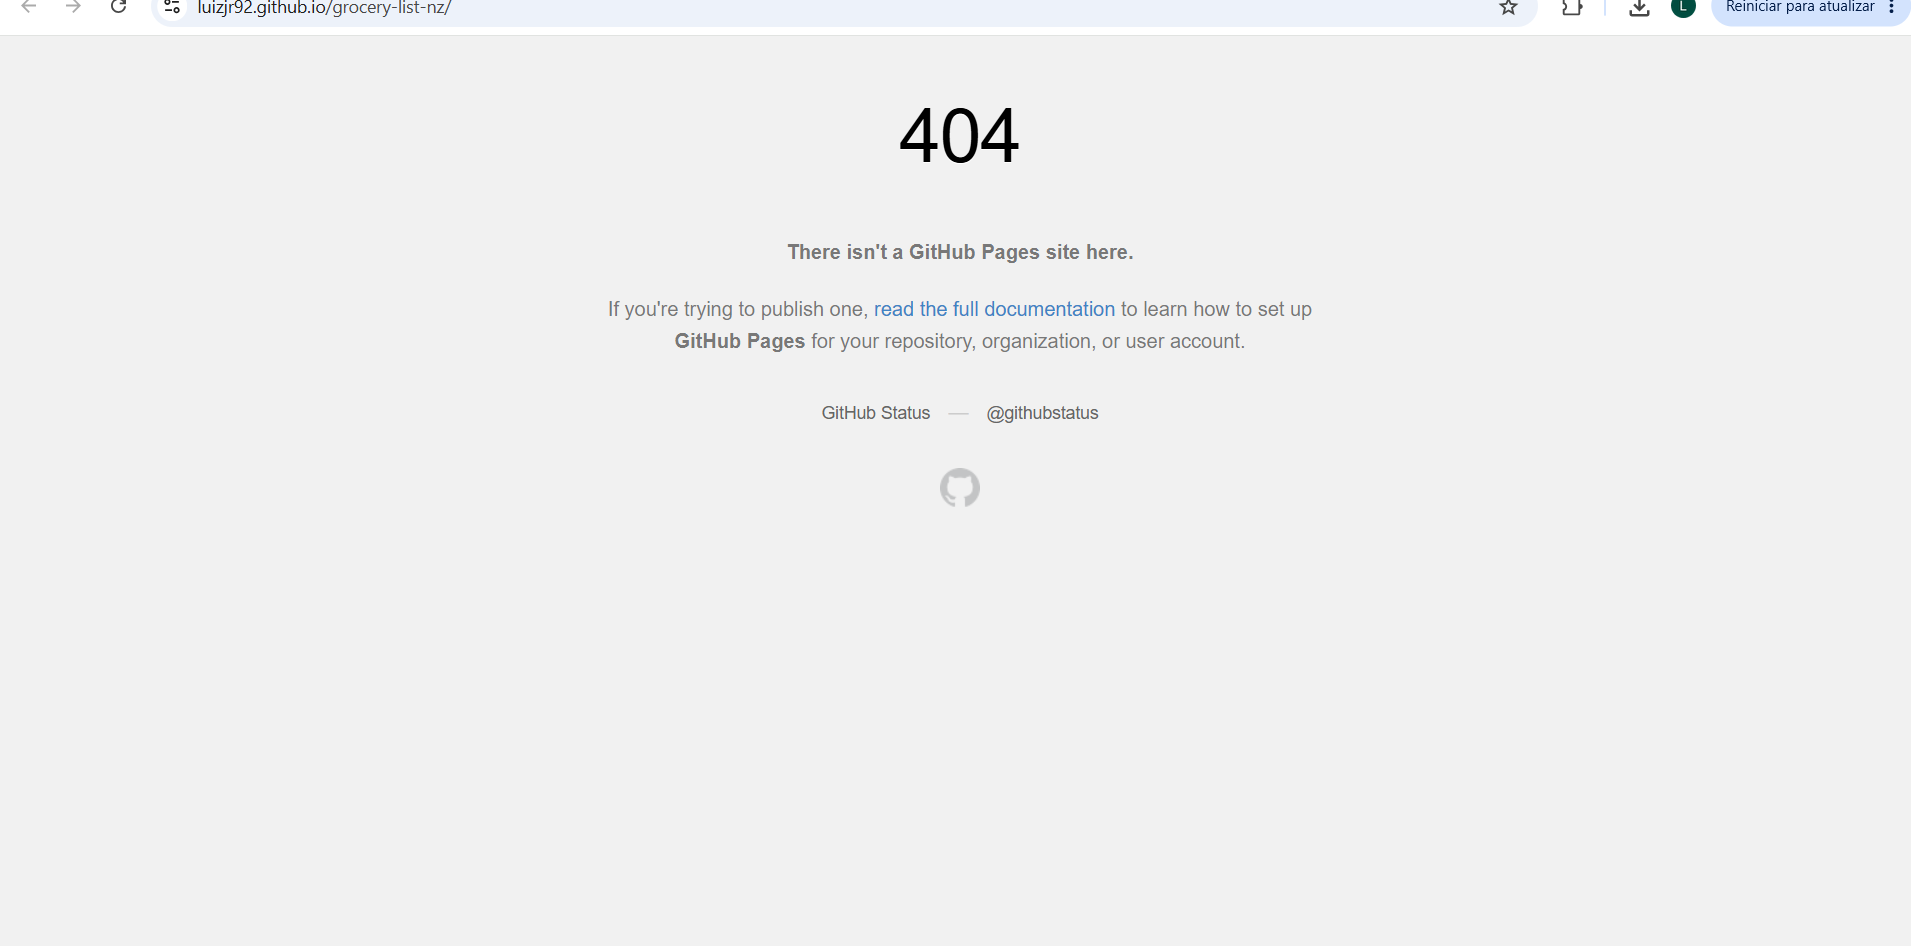 luizjr92.github.io/grocery-list-nz/
L
Reiniciar para atualizar
404
There isn't a GitHub Pages site here.
If you're trying to publish one, read the full documentation to learn how to set up
GitHub Pages for your repository, organization, or user account.
GitHub Status — @githubstatus